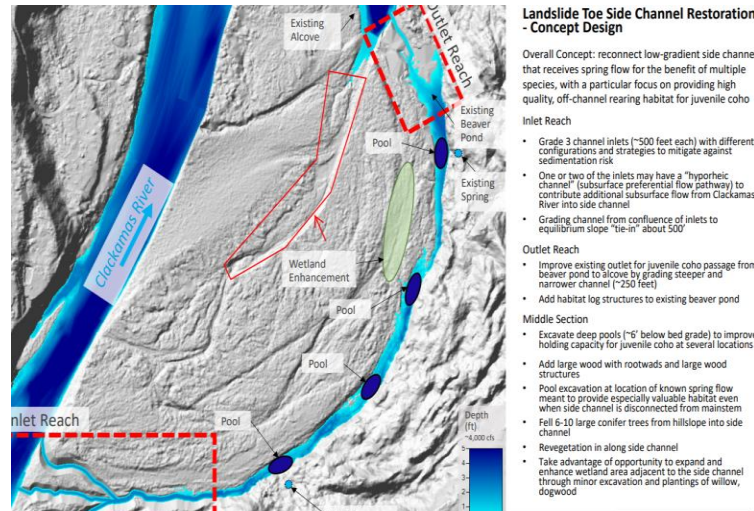 Existing
Alcove
Outlet Reach
Existing
Beaver
Pond
Pool
Existing
Spring
Clackamas River
Wetland
Enhancement
Pool
Pool
Pool
nlet Reach
Depth
(ft)
~4,000 cfs
5
4
3
2
1
Landslide Toe Side Channel Restoration
- Concept Design
Overall Concept: reconnect low-gradient side channe
that receives spring flow for the benefit of multiple
species, with a particular focus on providing high
quality, off-channel rearing habitat for juvenile coho
Inlet Reach
• Grade 3 channel inlets (~500 feet each) with different
configurations and strategies to mitigate against
sedimentation risk
• One or two of the inlets may have a "hyporheic
channel" (subsurface preferential flow pathway) to
contribute additional subsurface flow from Clackamas
River into side channel
• Grading channel from confluence of inlets to
equilibrium slope "tie-in" about 500'
Outlet Reach
• Improve existing outlet for juvenile coho passage from
beaver pond to alcove by grading steeper and
narrower channel (~250 feet)
• Add habitat log structures to existing beaver pond
Middle Section
• Excavate deep pools (~6' below bed grade) to improve
holding capacity for juvenile coho at several locations
• Add large wood with rootwads and large wood
structures
• Pool excavation at location of known spring flow
meant to provide especially valuable habitat even
when side channel is disconnected from mainstem
• Fell 6-10 large conifer trees from hillslope into side
channel
• Revegetation in along side channel
• Take advantage of opportunity to expand and
enhance wetland area adjacent to the side channel
through minor excavation and plantings of willow,
dogwood